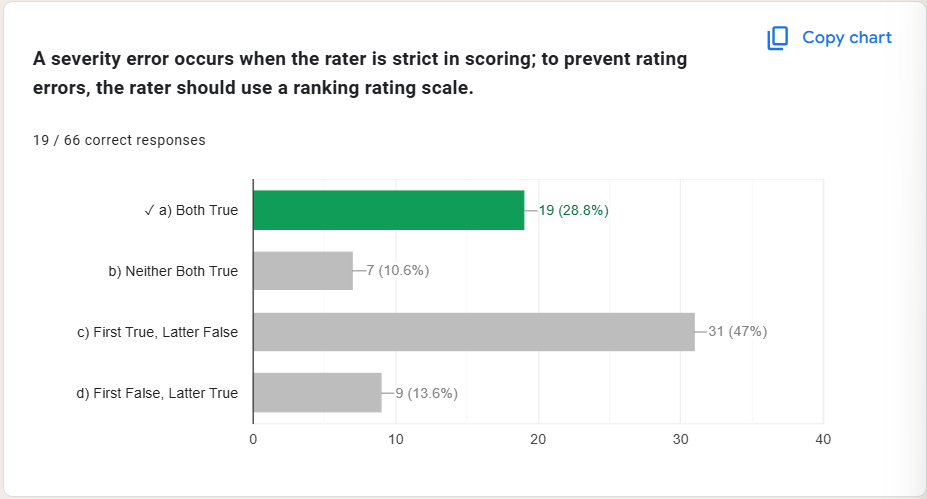 Copy chart
A severity error occurs when the rater is strict in scoring; to prevent rating
errors, the rater should use a ranking rating scale.
19 / 66 correct responses
✓ a) Both True
19 (28.8%)
b) Neither Both True
7 (10.6%)
c) First True, Latter False
31 (47%)
d) First False, Latter True
9 (13.6%)
0 10 20 30 40